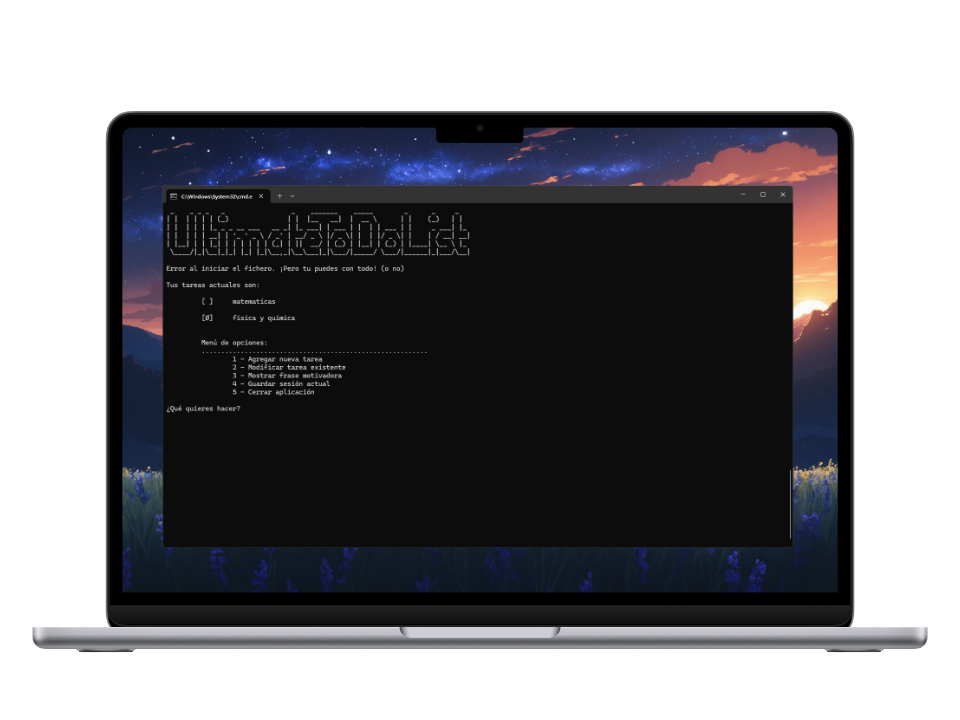 C:\Windows\System32\cmd.e
UltimateToDoList
Error al iniciar el fichero. ¡Pero tu puedes con todo! (o no)
Tus tareas actuales son:
[ ] matematicas
[Ø] fisica y quimica
Menú de opciones:
1 - Agregar nueva tarea
2 - Modificar tarea existente
3 - Mostrar frase motivadora
4 - Guardar sesión actual
5 - Cerrar aplicación
¿Qué quieres hacer?